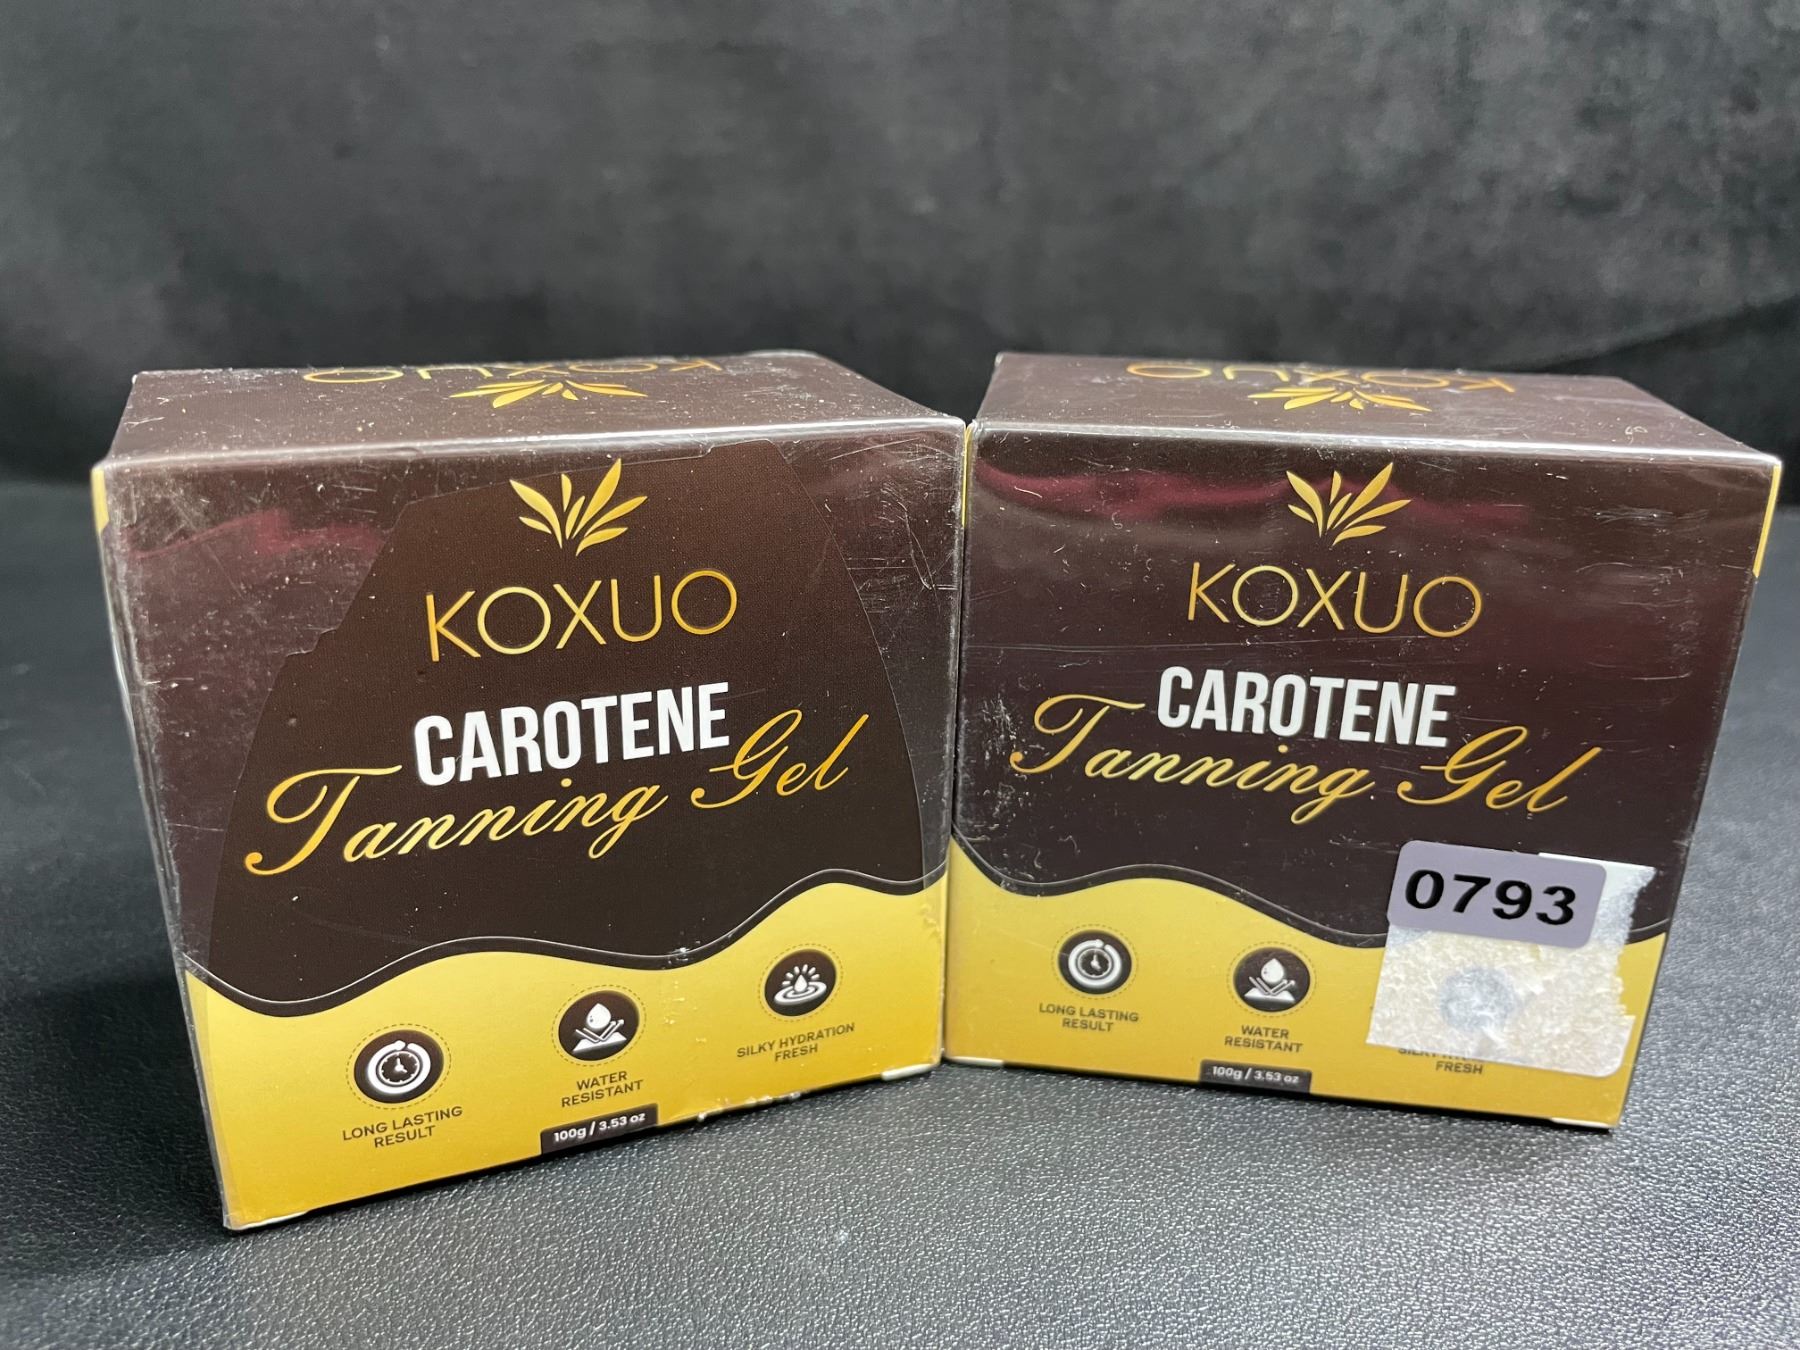 KOXUO
KOXUO
CAROTENE
Tanning Gel
LONG LASTING
RESULT
WATER
RESISTANT
SILKY HYDRATION
FRESH
100g / 3.53 oz
KOXUO
KOXUO
CAROTENE
Tanning Gel
0793
LONG LASTING
RESULT
WATER
RESISTANT
FRESH
100g / 3.53 oz